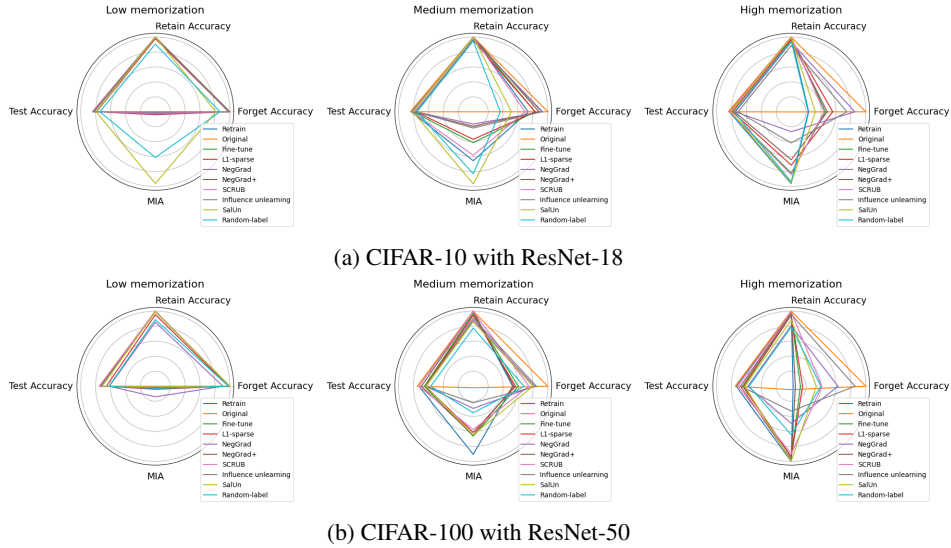 Low memorization
Retain Accuracy
Test Accuracy
Forget Accuracy
MIA
Retrain
Original
Fine-tune
L1-sparse
NegGrad
NegGrad+
SCRUB
Influence unlearning
SalUn
Random-label
Medium memorization
Retain Accuracy
Test Accuracy
Forget Accuracy
MIA
Retrain
Original
Fine-tune
L1-sparse
NegGrad
NegGrad+
SCRUB
Influence unlearning
SalUn
Random-label
High memorization
Retain Accuracy
Test Accuracy
Forget Accuracy
MIA
Retrain
Original
Fine-tune
L1-sparse
NegGrad
NegGrad+
SCRUB
Influence unlearning
SalUn
Random-label
(a) CIFAR-10 with ResNet-18
Low memorization
Retain Accuracy
Test Accuracy
Forget Accuracy
MIA
Retrain
Original
Fine-tune
L1-sparse
NegGrad
NegGrad+
SCRUB
Influence unlearning
SalUn
Random-label
Medium memorization
Retain Accuracy
Test Accuracy
Forget Accuracy
MIA
Retrain
Original
Fine-tune
L1-sparse
NegGrad
NegGrad+
SCRUB
Influence unlearning
SalUn
Random-label
High memorization
Retain Accuracy
Test Accuracy
Forget Accuracy
MIA
Retrain
Original
Fine-tune
L1-sparse
NegGrad
NegGrad+
SCRUB
Influence unlearning
SalUn
Random-label
(b) CIFAR-100 with ResNet-50